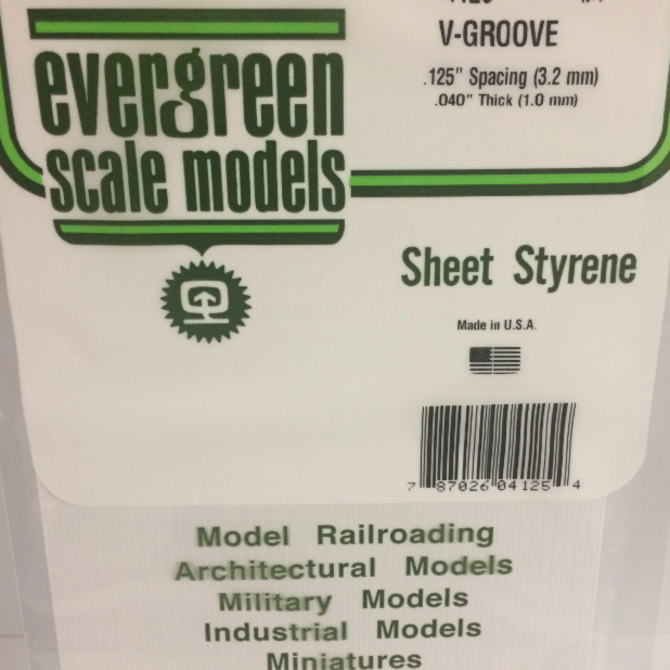 V-GROOVE
.125" Spacing (3.2 mm)
.040" Thick (1.0 mm)
evergreen
scale models
Sheet Styrene
Made in U.S.A.
7 87026 04125 4
Model Railroading
Architectural Models
Military Models
Industrial Models
Miniatures